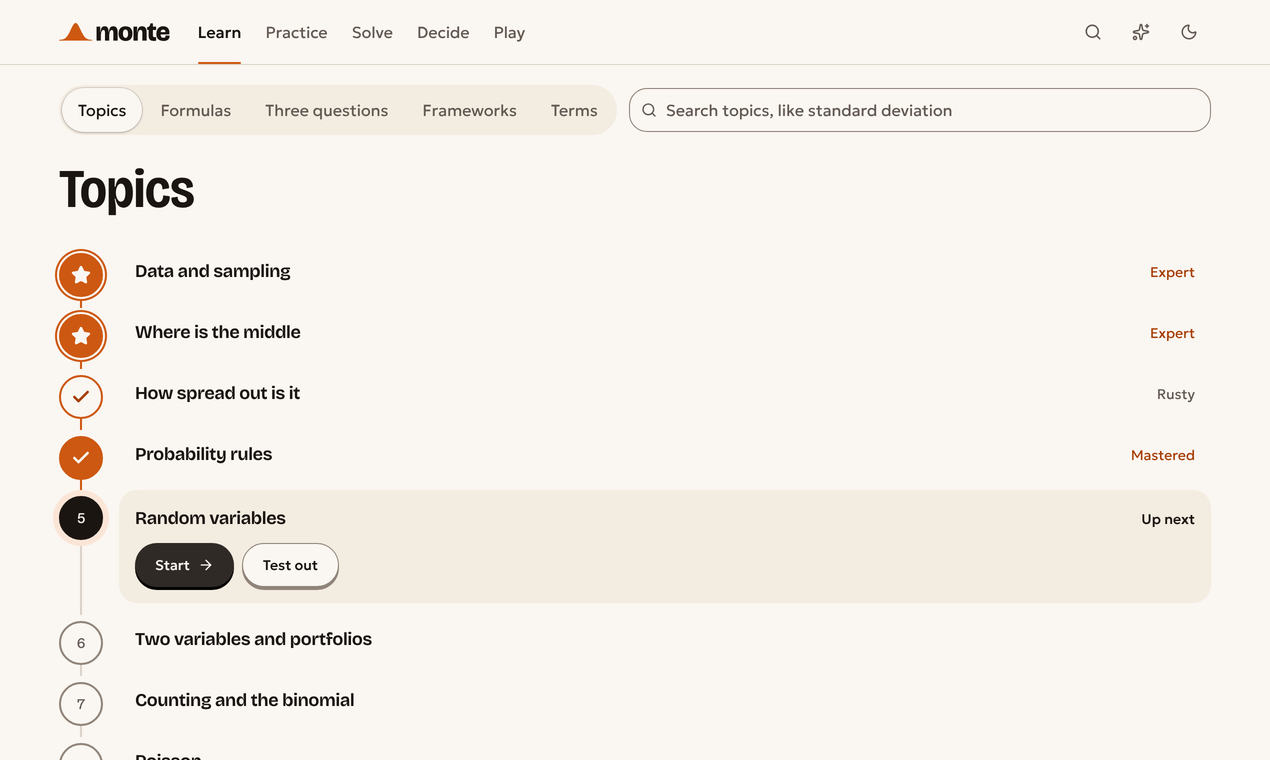 monte Learn Practice Solve Decide Play
Topics Formulas Three questions Frameworks Terms Search topics, like standard deviation
Topics
Data and sampling Expert
Where is the middle Expert
How spread out is it Rusty
Probability rules Mastered
5 Random variables Up next
Start → Test out
6 Two variables and portfolios
7 Counting and the binomial
Poisson